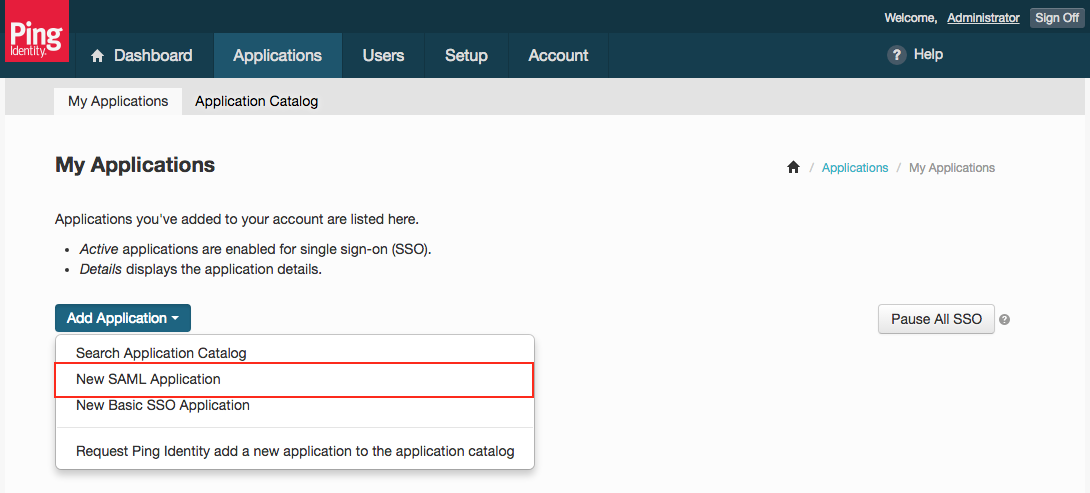 Ping
Identity.
Welcome, Administrator Sign Off
Dashboard Applications Users Setup Account ? Help
My Applications Application Catalog
My Applications
/ Applications / My Applications
Applications you've added to your account are listed here.
• Active applications are enabled for single sign-on (SSO).
• Details displays the application details.
Add Application
Pause All SSO ?
Search Application Catalog
New SAML Application
New Basic SSO Application
Request Ping Identity add a new application to the application catalog